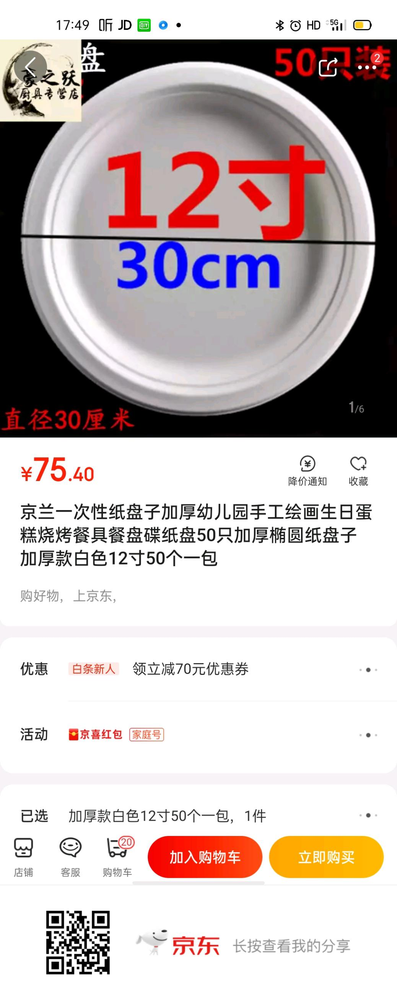 17:49 听 JD QIY HD 5G
盘
50只装
2
豪之跃
厨具专营店
12寸
30cm
直径30厘米
1/6
¥75.40
降价通知
收藏
京兰一次性纸盘子加厚幼儿园手工绘画生日蛋
糕烧烤餐具餐盘碟纸盘50只加厚椭圆纸盘子
加厚款白色12寸50个一包
购好物，上京东，
优惠 白条新人 领立减70元优惠券
活动 京喜红包 家庭号
已选 加厚款白色12寸50个一包，1件
20
店铺 客服 购物车 加入购物车 立即购买
京东 长按查看我的分享